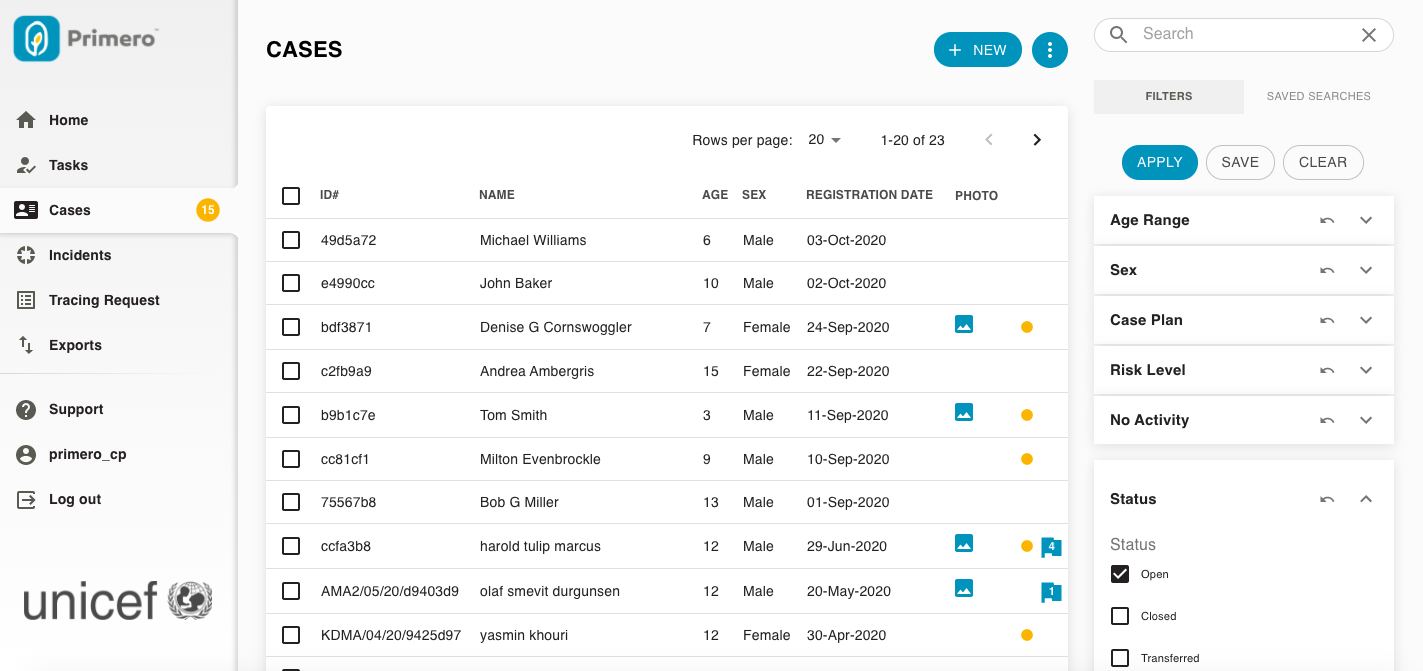 Primero™
Home
Tasks
Cases 15
Incidents
Tracing Request
Exports
Support
primero_cp
Log out
unicef
CASES
+ NEW
Rows per page: 20 1-20 of 23
ID# NAME AGE SEX REGISTRATION DATE PHOTO
49d5a72 Michael Williams 6 Male 03-Oct-2020
e4990cc John Baker 10 Male 02-Oct-2020
bdf3871 Denise G Cornswoggler 7 Female 24-Sep-2020
c2fb9a9 Andrea Ambergris 15 Female 22-Sep-2020
b9b1c7e Tom Smith 3 Male 11-Sep-2020
cc81cf1 Milton Evenbrockle 9 Male 10-Sep-2020
75567b8 Bob G Miller 13 Male 01-Sep-2020
ccfa3b8 harold tulip marcus 12 Male 29-Jun-2020 4
AMA2/05/20/d9403d9 olaf smevit durgunsen 12 Male 20-May-2020 1
KDMA/04/20/9425d97 yasmin khouri 12 Female 30-Apr-2020
Search
FILTERS SAVED SEARCHES
APPLY SAVE CLEAR
Age Range
Sex
Case Plan
Risk Level
No Activity
Status
Status
Open
Closed
Transferred